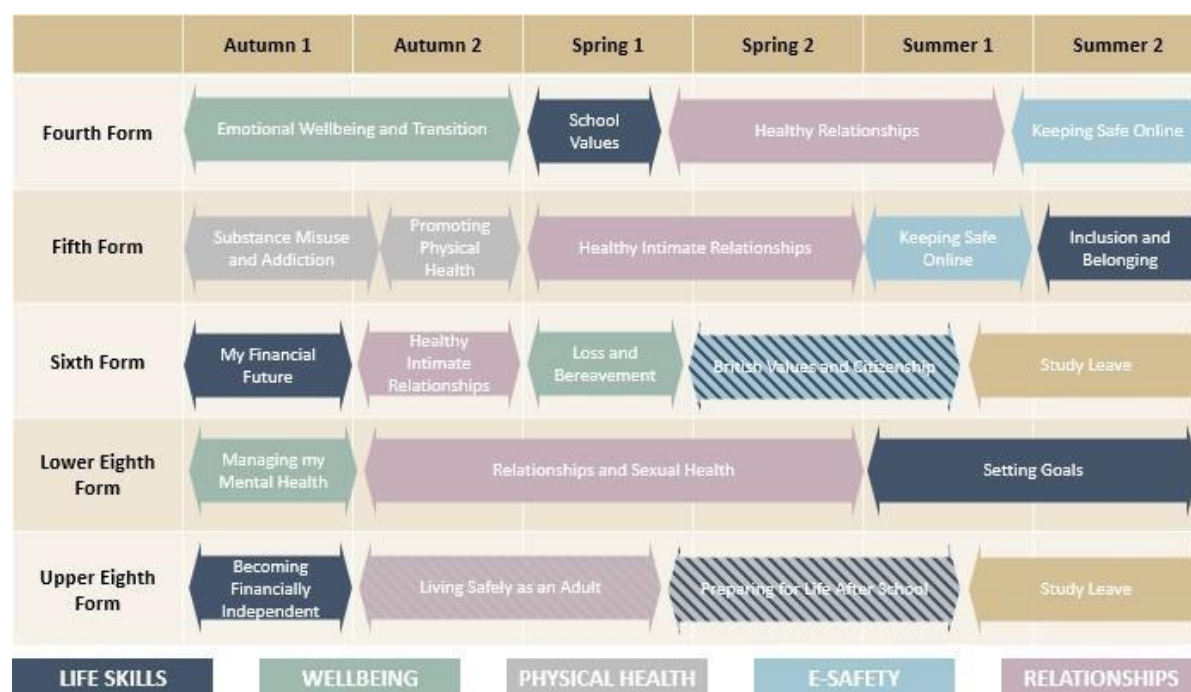 Autumn 1
Autumn 2
Spring 1
Spring 2
Summer 1
Summer 2
Fourth Form
Emotional Wellbeing and Transition
School
Values
Healthy Relationships
Keeping Safe Online
Fifth Form
Substance Misuse
and Addiction
Promoting
Physical
Health
Healthy Intimate Relationships
Keeping Safe
Online
Inclusion and
Belonging
Sixth Form
My Financial
Future
Healthy
Intimate
Relationships
Loss and
Bereavement
British Values and Citizenship
Study Leave
Lower Eighth
Form
Managing my
Mental Health
Relationships and Sexual Health
Setting Goals
Upper Eighth
Form
Becoming
Financially
Independent
Living Safely as an Adult
Preparing for Life After School
Study Leave
LIFE SKILLS
WELLBEING
PHYSICAL HEALTH
E-SAFETY
RELATIONSHIPS